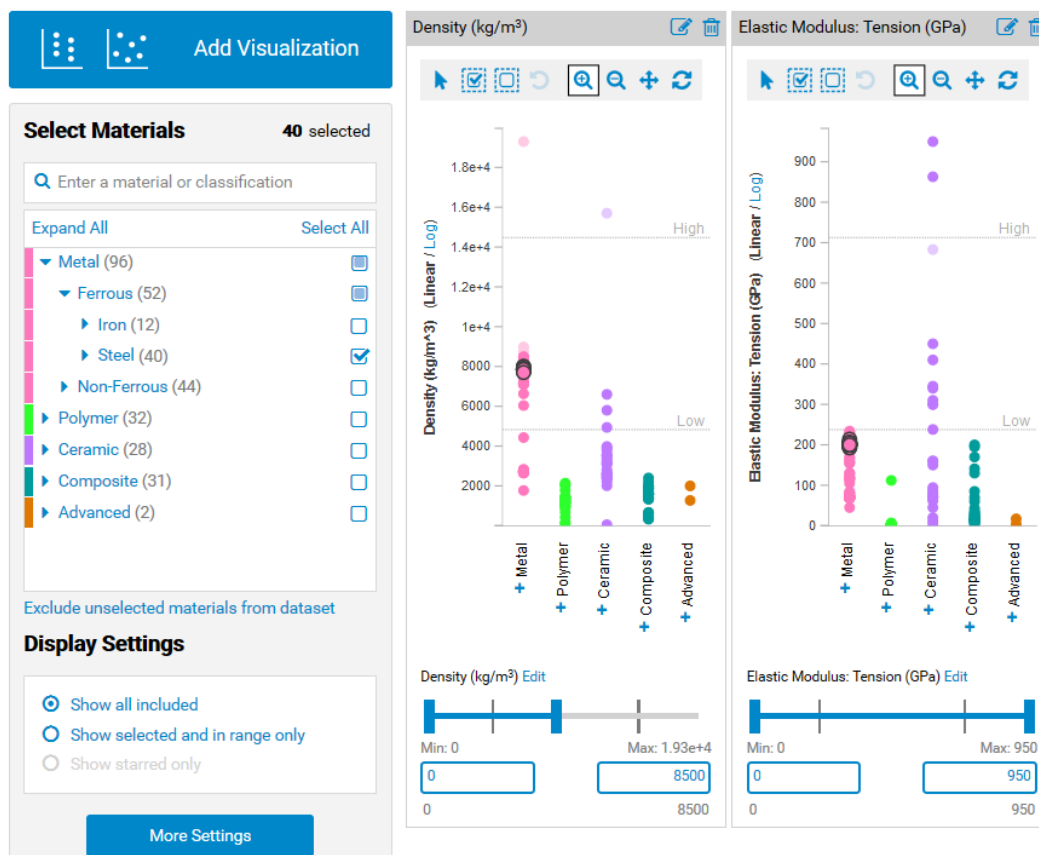 Add Visualization
Select Materials 40 selected
Enter a material or classification
Expand All Select All
Metal (96)
Ferrous (52)
Iron (12)
Steel (40)
Non-Ferrous (44)
Polymer (32)
Ceramic (28)
Composite (31)
Advanced (2)
Exclude unselected materials from dataset
Display Settings
Show all included
Show selected and in range only
Show starred only
More Settings
Density (kg/m³)
Density (kg/m^3) (Linear / Log)
1.8e+4
1.6e+4
1.4e+4
1.2e+4
1e+4
8000
6000
4000
2000
High
Low
+ Metal
+ Polymer
+ Ceramic
+ Composite
+ Advanced
Density (kg/m³) Edit
Min: 0 Max: 1.93e+4
0 8500
0 8500
Elastic Modulus: Tension (GPa)
Elastic Modulus: Tension (GPa) (Linear / Log)
900
800
700
600
500
400
300
200
100
0
High
Low
+ Metal
+ Polymer
+ Ceramic
+ Composite
+ Advanced
Elastic Modulus: Tension (GPa) Edit
Min: 0 Max: 950
0 950
0 950